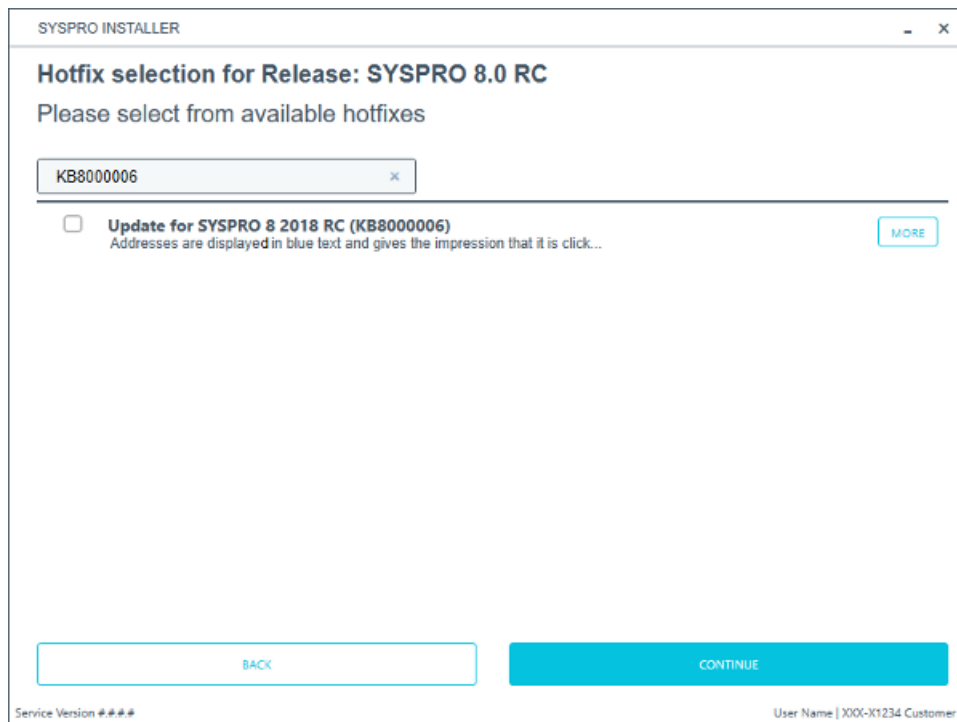 SYSPRO INSTALLER
Hotfix selection for Release: SYSPRO 8.0 RC
Please select from available hotfixes
KB8000006
Update for SYSPRO 8 2018 RC (KB8000006)
Addresses are displayed in blue text and gives the impression that it is click...
MORE
BACK
CONTINUE
Service Version #.#.#.#
User Name | XXX-X1234 Customer